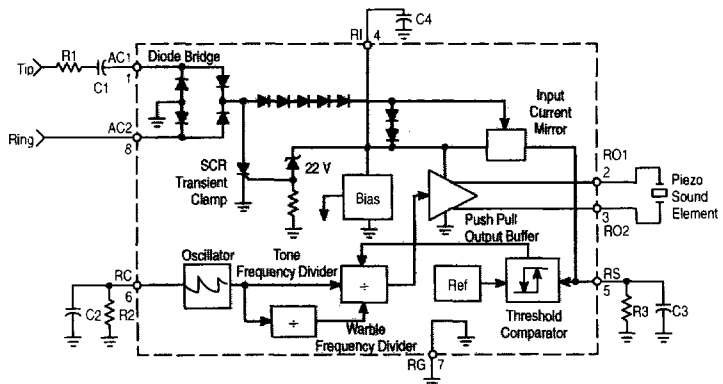 C4
RI 4
R1
AC1
Diode Bridge
Tip
C1
1
AC2
Ring
8
Input
Current
Mirror
SCR
Transient
Clamp
22 V
Bias
RO1
2
Piezo
Sound
Element
3
RO2
Push Pull
Output Buffer
Oscillator
Tone
Frequency Divider
RC
6
C2
R2
÷
÷
Warble
Frequency Divider
Ref
Threshold
Comparator
RS
5
R3
C3
RG
7